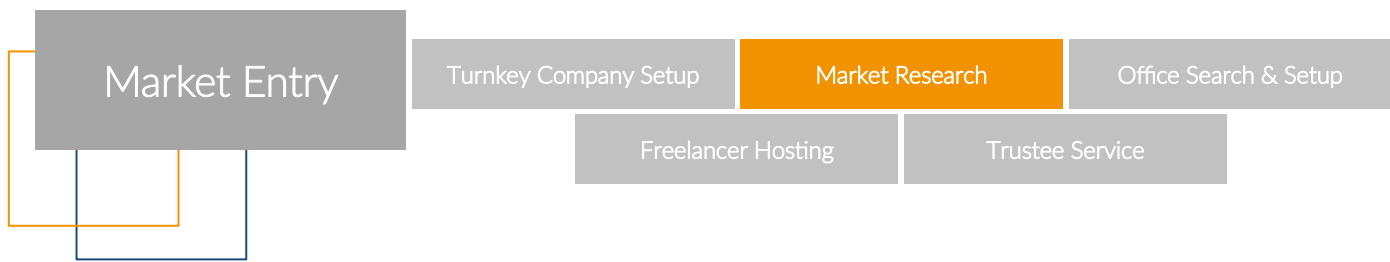 Market Entry
Turnkey Company Setup
Market Research
Office Search & Setup
Freelancer Hosting
Trustee Service